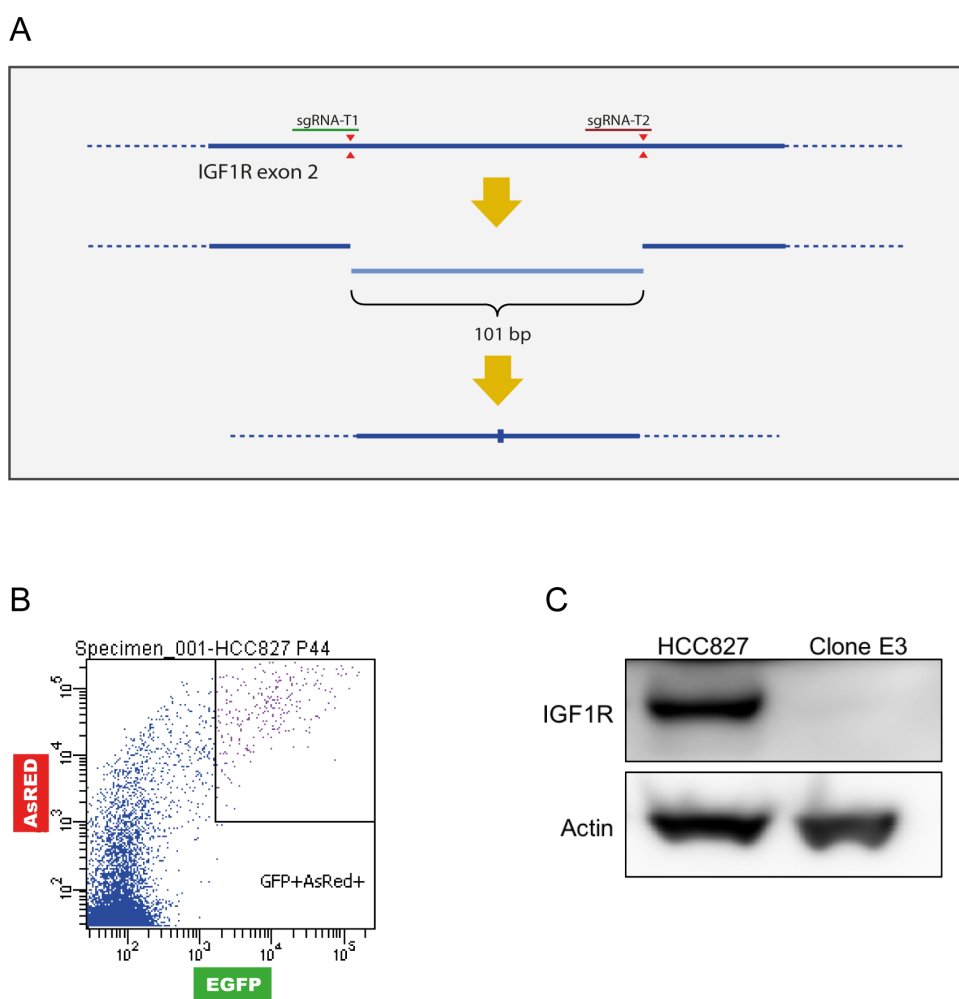 A
sgRNA-T1
sgRNA-T2
IGF1R exon 2
101 bp
B
Specimen_001-HCC827 P44
10^5
10^4
10^3
10^2
AsRED
GFP+AsRed+
10^2
10^3
10^4
10^5
EGFP
C
HCC827
Clone E3
IGF1R
Actin